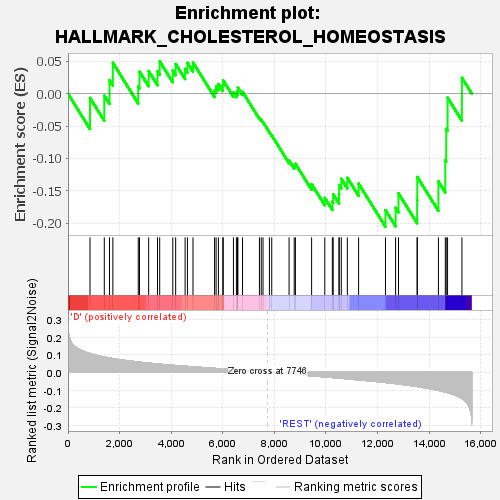 Enrichment plot:
HALLMARK_CHOLESTEROL_HOMEOSTASIS
Enrichment score (ES)
0.05
0.00
-0.05
-0.10
-0.15
-0.20
Ranked list metric (Signal2Noise)
0.3
0.2
0.1
0.0
-0.1
-0.2
-0.3
'D' (positively correlated)
Zero cross at 7746
'REST' (negatively correlated)
0
2,000
4,000
6,000
8,000
10,000
12,000
14,000
16,000
Rank in Ordered Dataset
Enrichment profile
Hits
Ranking metric scores